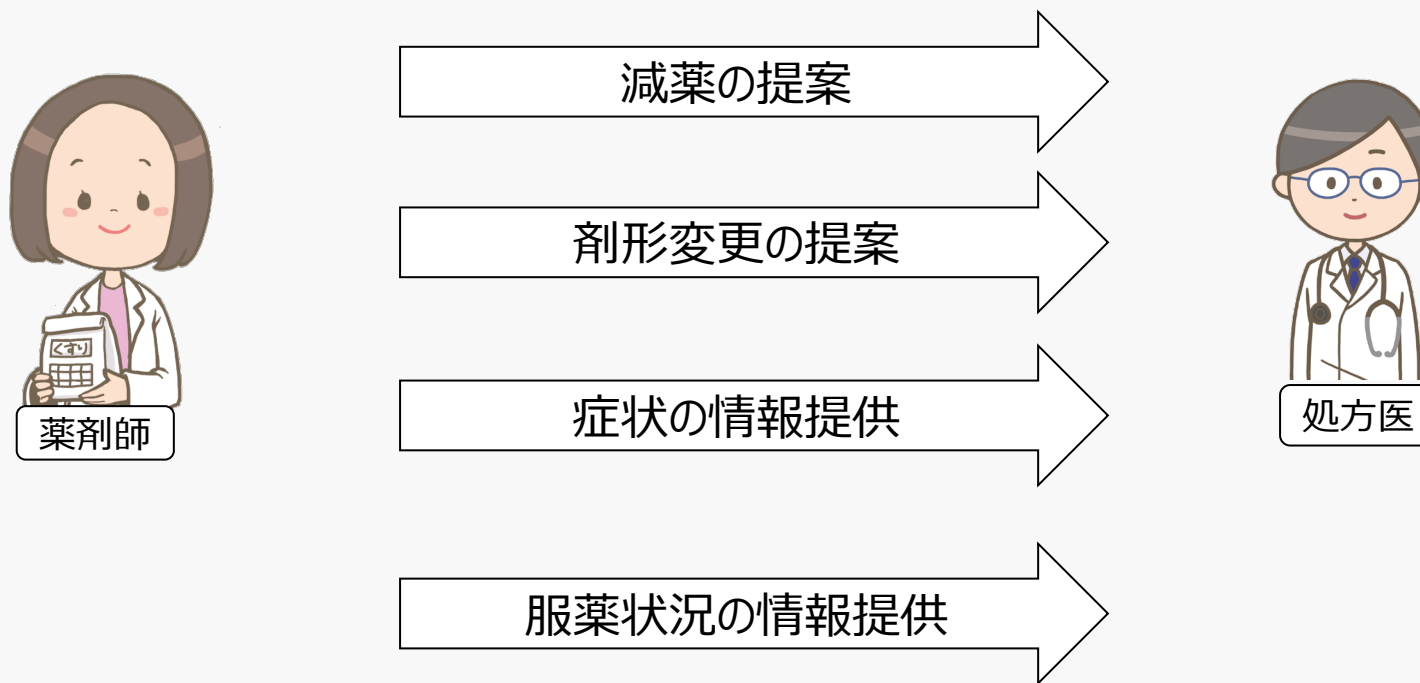 減薬の提案
剤形変更の提案
くすり
症状の情報提供
薬剤師
処方医
服薬状況の情報提供